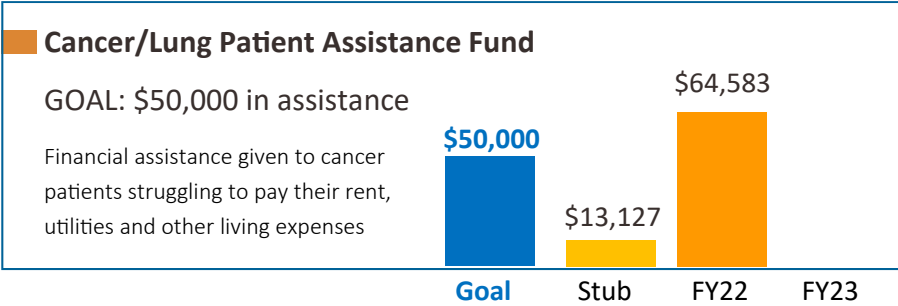 Cancer/Lung Patient Assistance Fund
GOAL: $50,000 in assistance
Financial assistance given to cancer
patients struggling to pay their rent,
utilities and other living expenses
$50,000
$13,127
$64,583
Goal Stub FY22 FY23